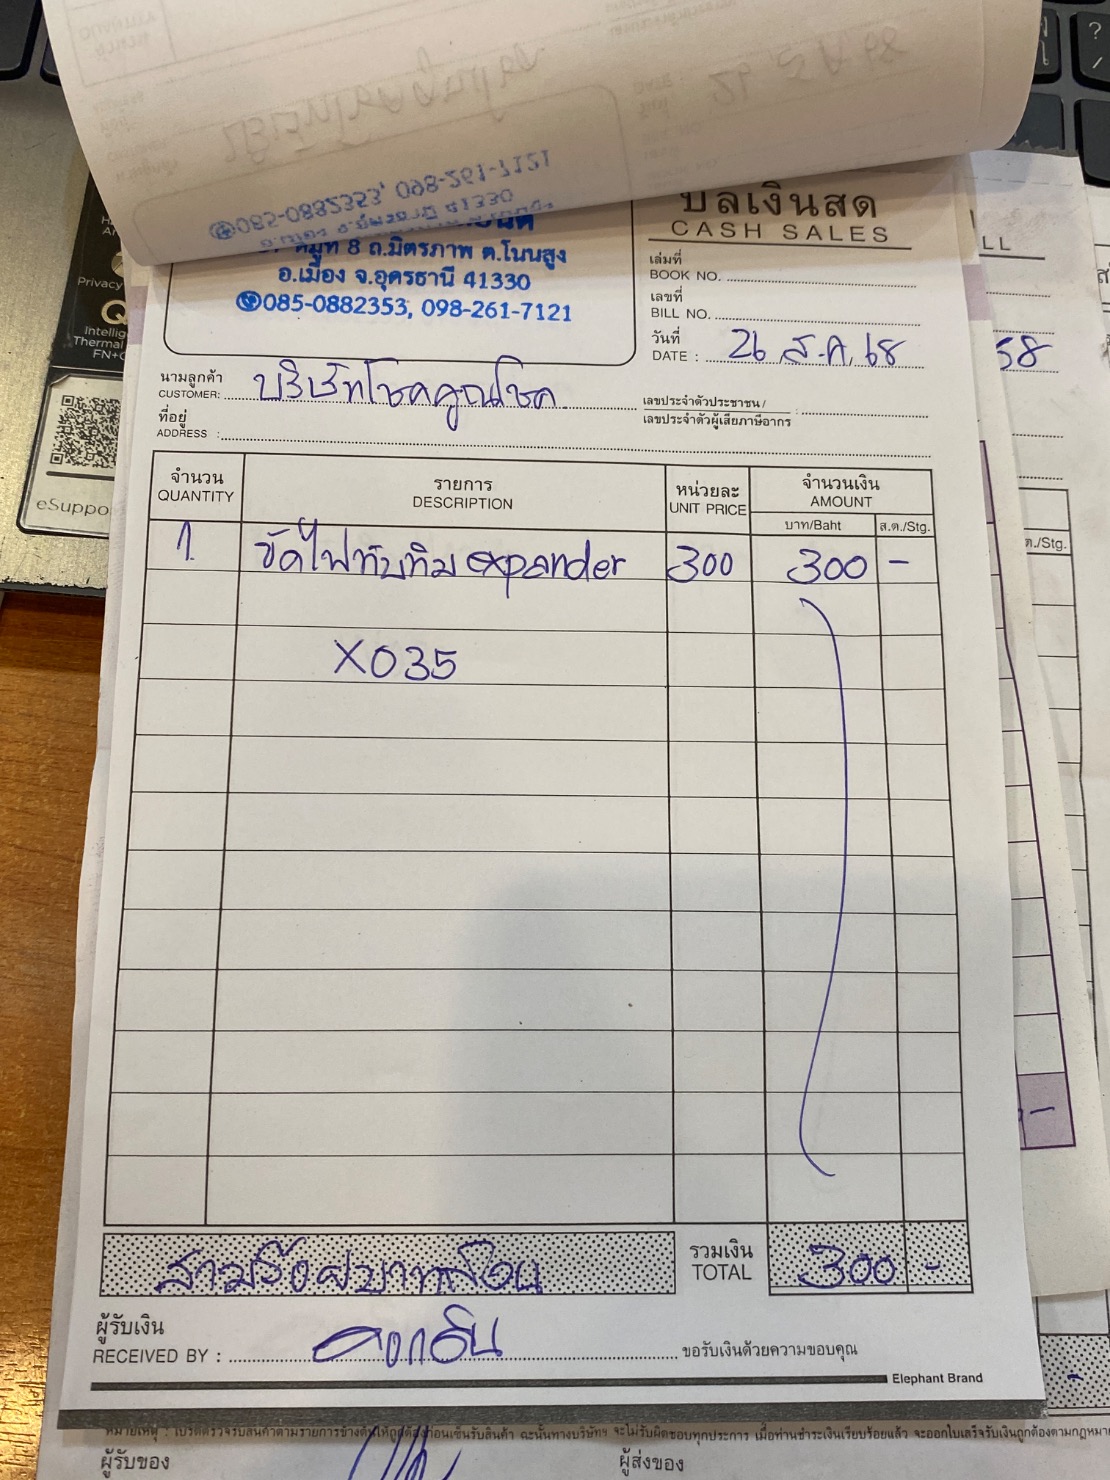 บิลเงินสด
CASH SALES
หมู่ที่ 8 ถ.มิตรภาพ ต.โนนสูง
อ.เมือง จ.อุดรธานี 41330
085-0882353, 098-261-7121
เล่มที่
BOOK NO.
เลขที่
BILL NO.
วันที่
DATE : 26 ส.ค. 68
นามลูกค้า
CUSTOMER: บริษัทโชคคูณโชค
เลขประจำตัวประชาชน /
เลขประจำตัวผู้เสียภาษีอากร :
ที่อยู่
ADDRESS :
จำนวน รายการ หน่วยละ จำนวนเงิน
QUANTITY DESCRIPTION UNIT PRICE AMOUNT
บาท/Baht ส.ต./Stg.
1 ขัดไฟทับทิม expander 300 300 -
X035
สามร้อยบาทถ้วน
รวมเงิน
TOTAL 300 -
ผู้รับเงิน
RECEIVED BY : ขอรับเงินด้วยความขอบคุณ
Elephant Brand
ผู้รับของ ผู้ส่งของ
58
ต./Stg.
Privacy
eSuppo